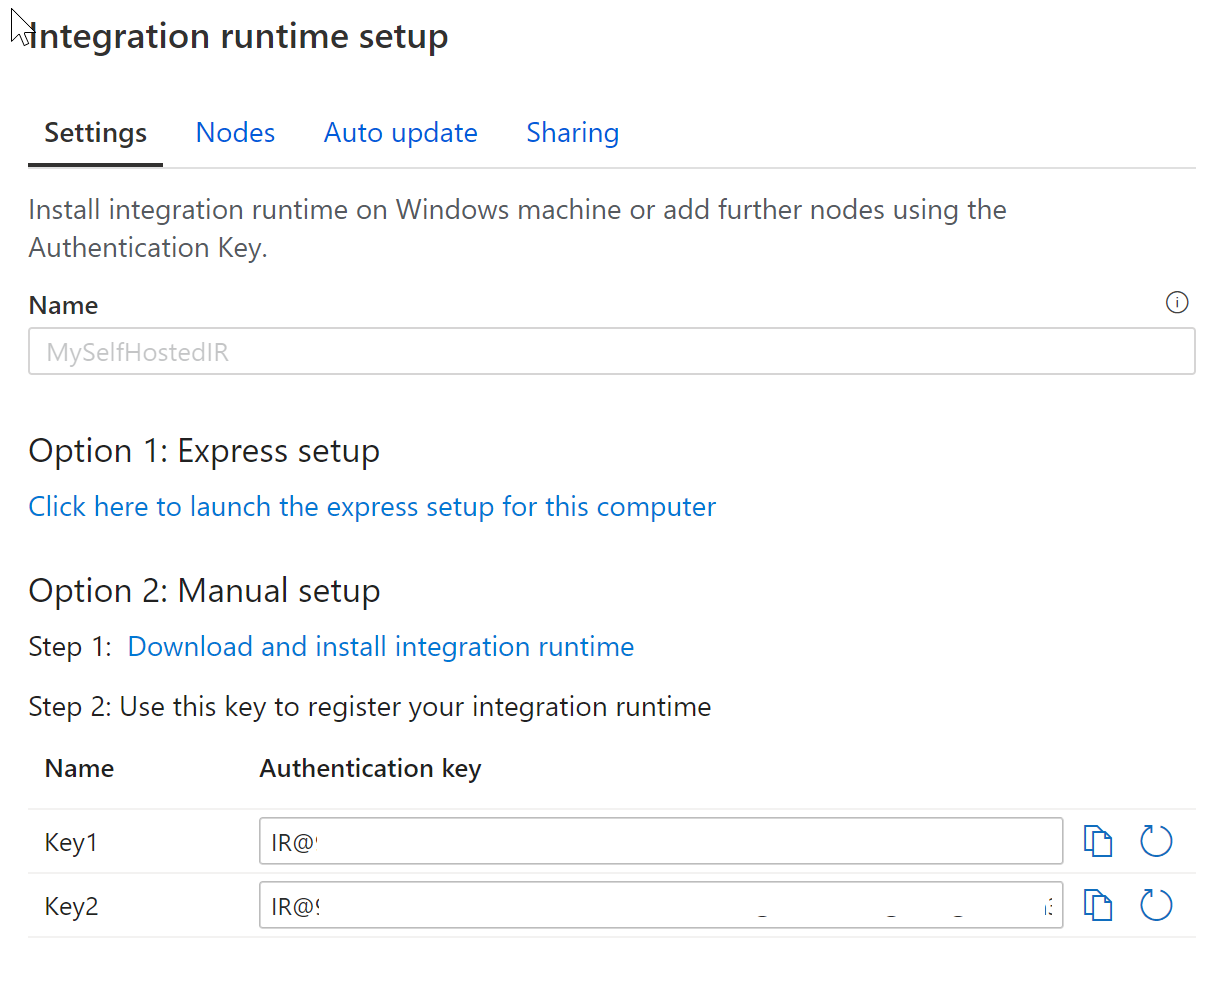 Integration runtime setup
Settings Nodes Auto update Sharing
Install integration runtime on Windows machine or add further nodes using the
Authentication Key.
Name
MySelfHostedIR
Option 1: Express setup
Click here to launch the express setup for this computer
Option 2: Manual setup
Step 1: Download and install integration runtime
Step 2: Use this key to register your integration runtime
Name Authentication key
Key1 IR@
Key2 IR@